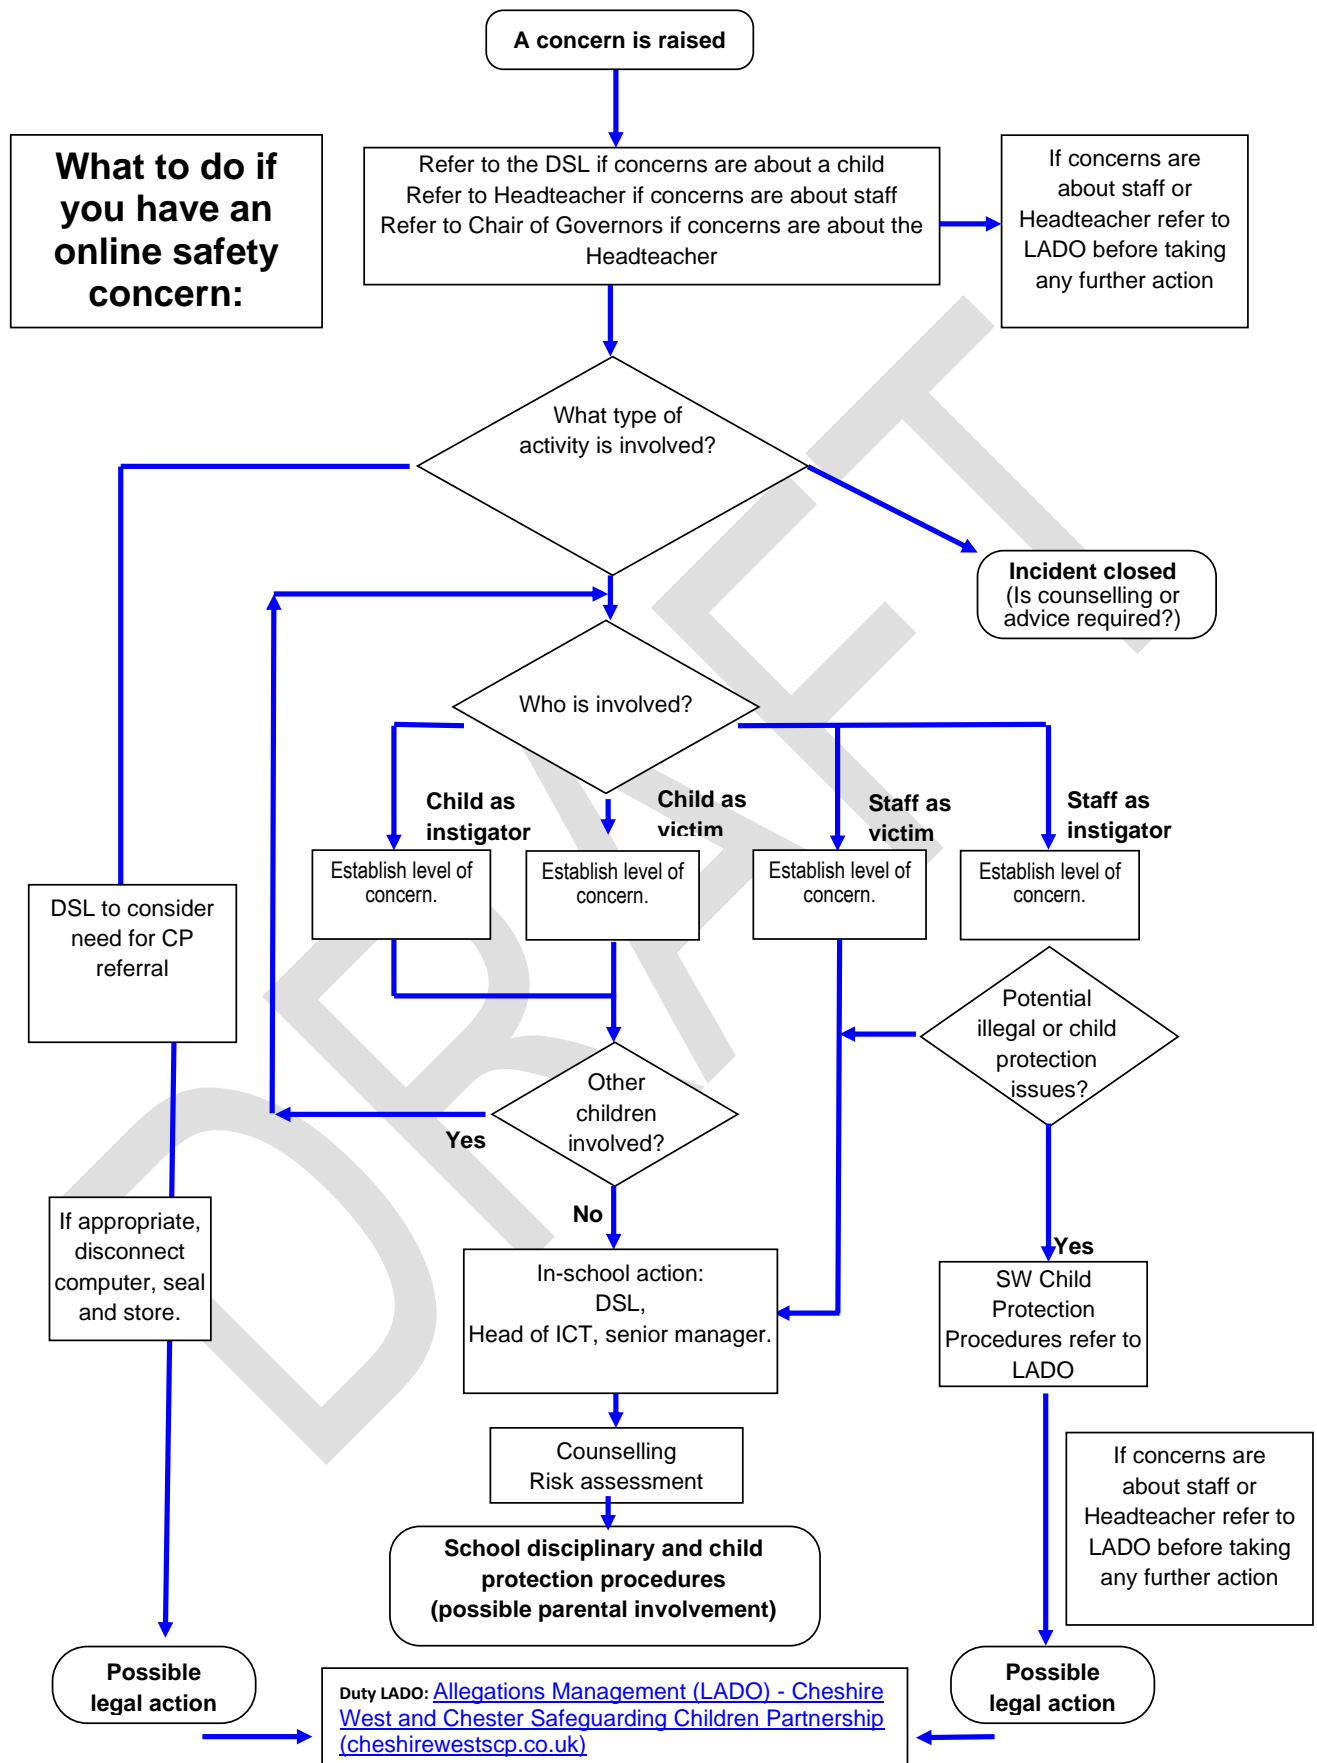 A concern is raised
What to do if
you have an
online safety
concern:
Refer to the DSL if concerns are about a child
Refer to Headteacher if concerns are about staff
Refer to Chair of Governors if concerns are about the
Headteacher
If concerns are
about staff or
Headteacher refer to
LADO before taking
any further action
What type of
activity is involved?
Incident closed
(Is counselling or
advice required?)
Who is involved?
Child as
instigator
Child as
victim
Staff as
victim
Staff as
instigator
Establish level of
concern.
Establish level of
concern.
Establish level of
concern.
Establish level of
concern.
DSL to consider
need for CP
referral
Potential
illegal or child
protection
issues?
Other
children
involved?
Yes
No
If appropriate,
disconnect
computer, seal
and store.
In-school action:
DSL,
Head of ICT, senior manager.
Yes
SW Child
Protection
Procedures refer to
LADO
Counselling
Risk assessment
If concerns are
about staff or
Headteacher refer to
LADO before taking
any further action
School disciplinary and child
protection procedures
(possible parental involvement)
Possible
legal action
Duty LADO: Allegations Management (LADO) - Cheshire
West and Chester Safeguarding Children Partnership
(cheshirewestscp.co.uk)
Possible
legal action
DRAFT